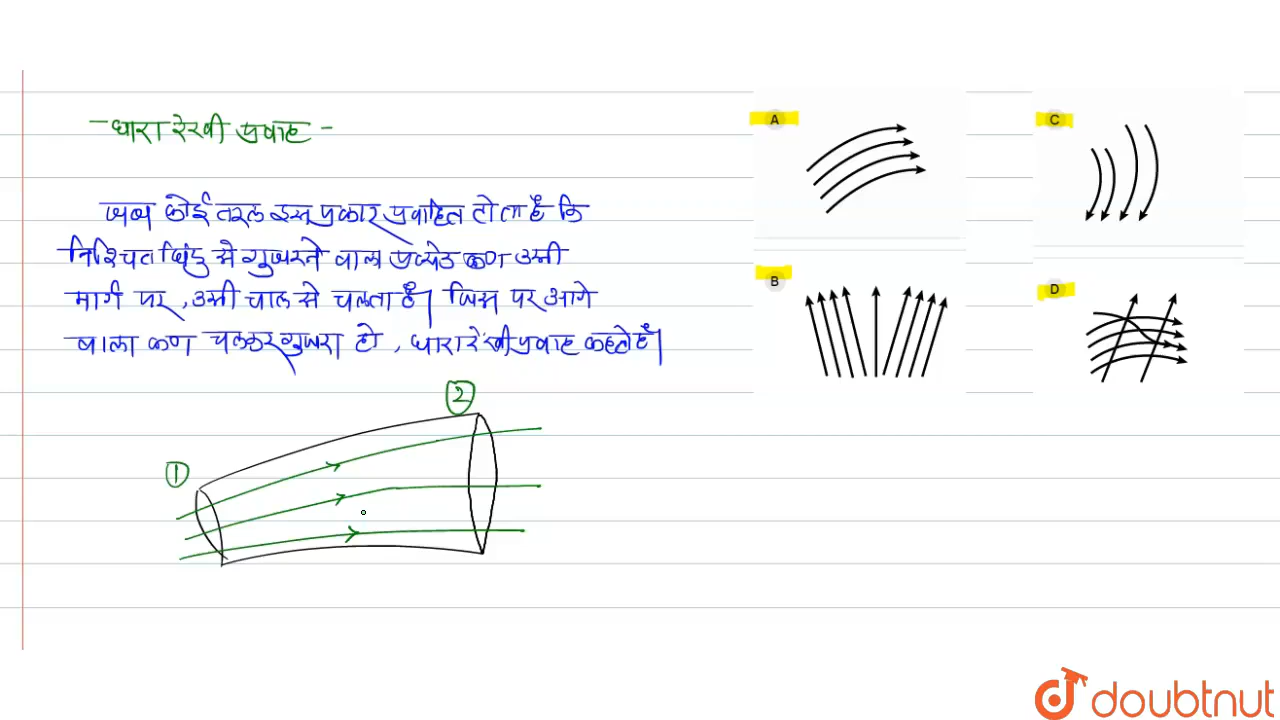 - धारा रेखी प्रवाह -
जब कोई तरल इस प्रकार प्रवाहित होता है कि
निश्चित बिंदु से गुजरने वाला प्रत्येक कण उसी
मार्ग पर, उसी चाल से चलता है। जिस पर आगे
वाला कण चलकर गुजरा हो, धारा रेखी प्रवाह कहते है।
1
2
A
B
C
D
doubtnut